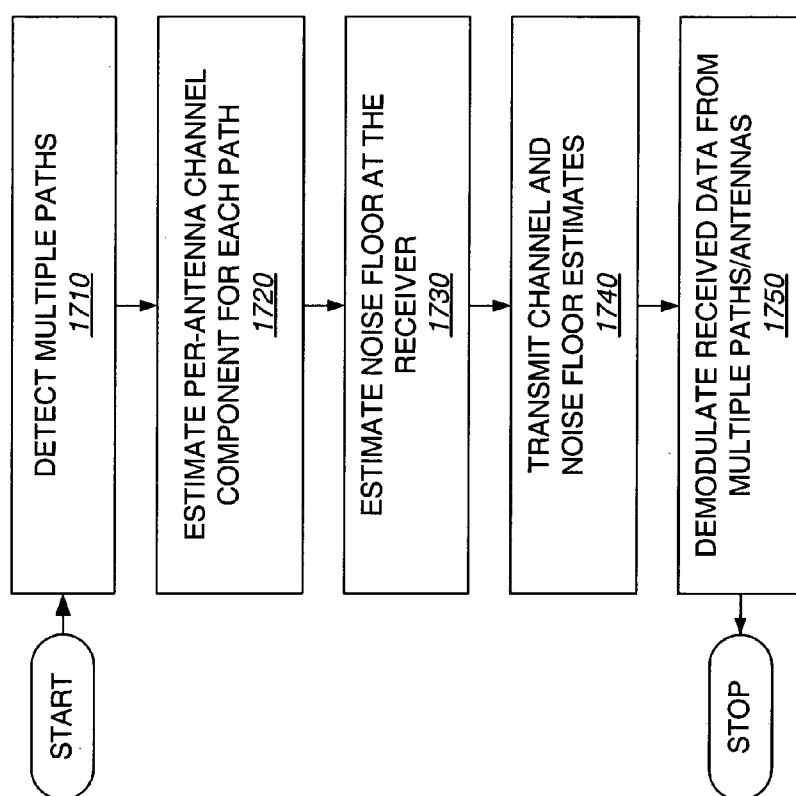 START
DETECT MULTIPLE PATHS
1710
ESTIMATE PER-ANTENNA CHANNEL
COMPONENT FOR EACH PATH
1720
ESTIMATE NOISE FLOOR AT THE
RECEIVER
1730
TRANSMIT CHANNEL AND
NOISE FLOOR ESTIMATES
1740
DEMODULATE RECEIVED DATA FROM
MULTIPLE PATHS/ANTENNAS
1750
STOP